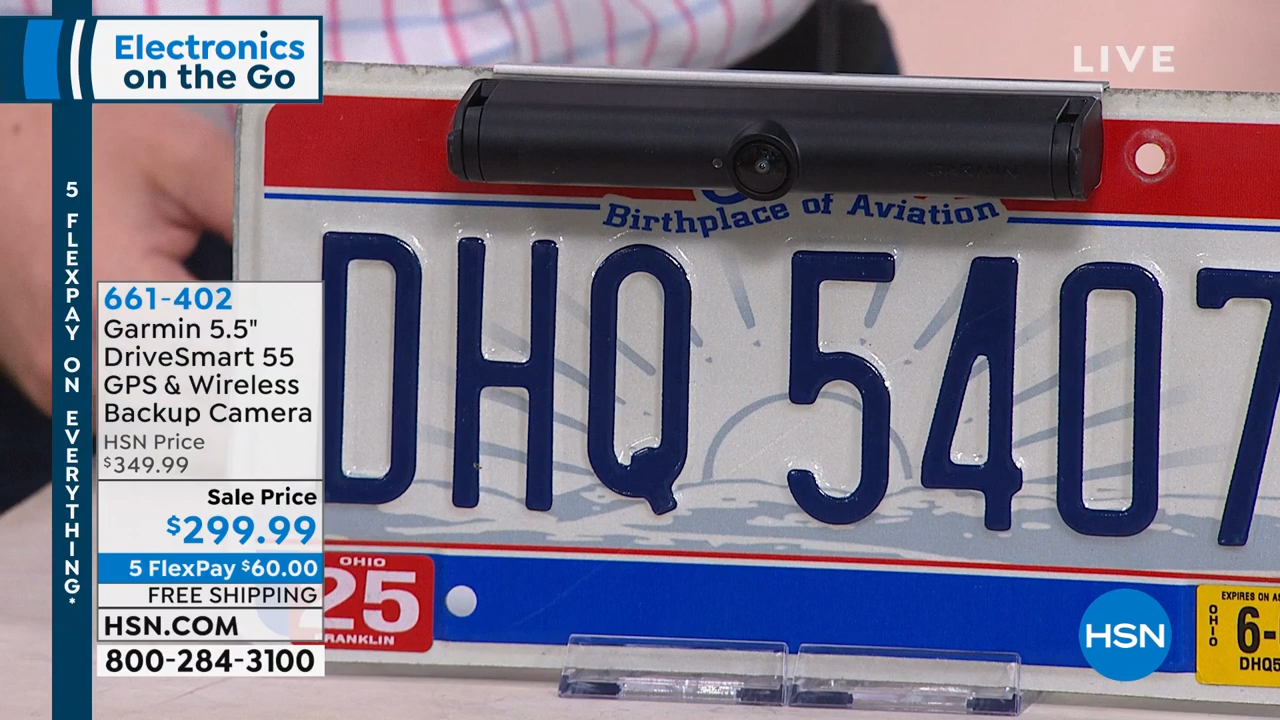 Electronics
on the Go
LIVE
5 FLEXPAY ON EVERYTHING*
661-402
Garmin 5.5"
DriveSmart 55
GPS & Wireless
Backup Camera
HSN Price
$349.99
Sale Price
$299.99
5 FlexPay $60.00
FREE SHIPPING
HSN.COM
800-284-3100
GARMIN
Birthplace of Aviation
DHQ 5407
OHIO
25
FRANKLIN
HSN
EXPIRES ON
OHIO
6-
DHQ5